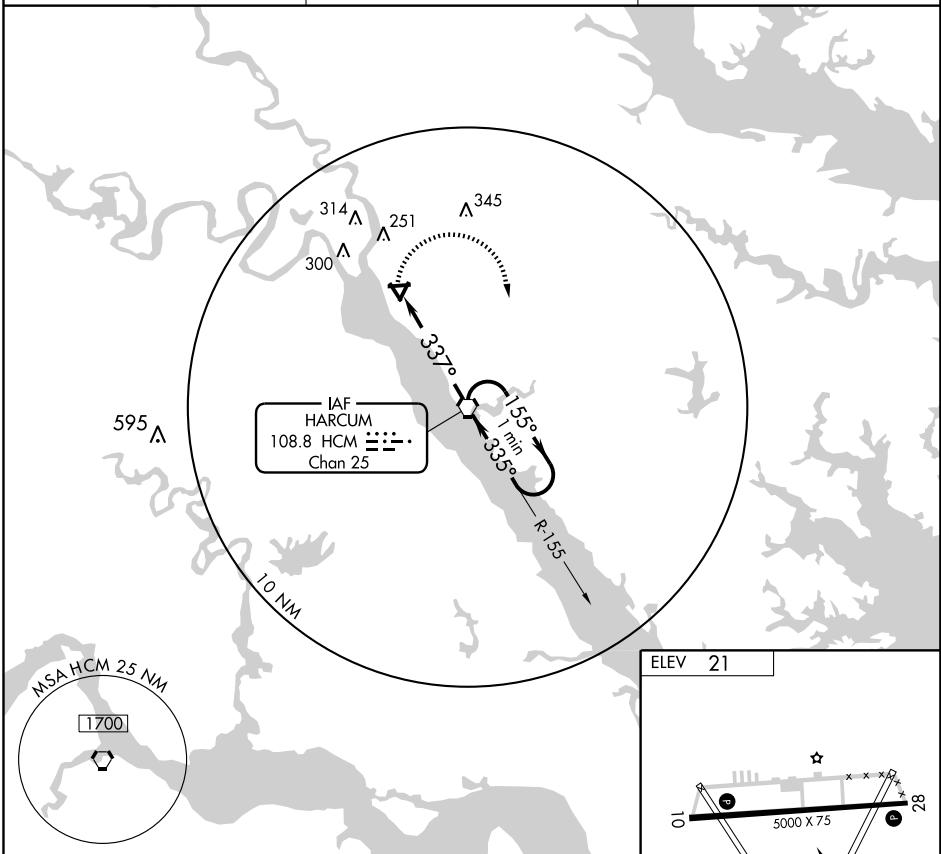 345
314
251
300
337°
IAF
HARCUM
108.8 HCM
Chan 25
155°
1 min
335°
595
R-155
10 NM
MSA HCM 25 NM
1700
ELEV 21
P
10
5000 X 75
28
P
x x x x x x